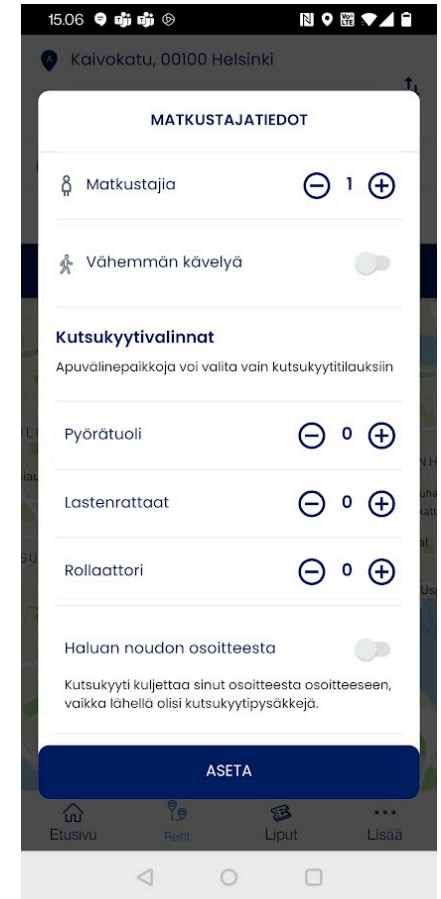 15.06
Kaivokatu, 00100 Helsinki
MATKUSTAJATIEDOT
Matkustajia
1
Vähemmän kävelyä
Kutsukyytivalinnat
Apuvälinepaikkoja voi valita vain kutsukyytitilauksiin
Pyörätuoli
0
Lastenrattaat
0
Rollaattori
0
Haluan noudon osoitteesta
Kutsukyyti kuljettaa sinut osoitteesta osoitteeseen,
vaikka lähellä olisi kutsukyytipysäkkejä.
ASETA
Etusivu
Reitit
Liput
Lisää